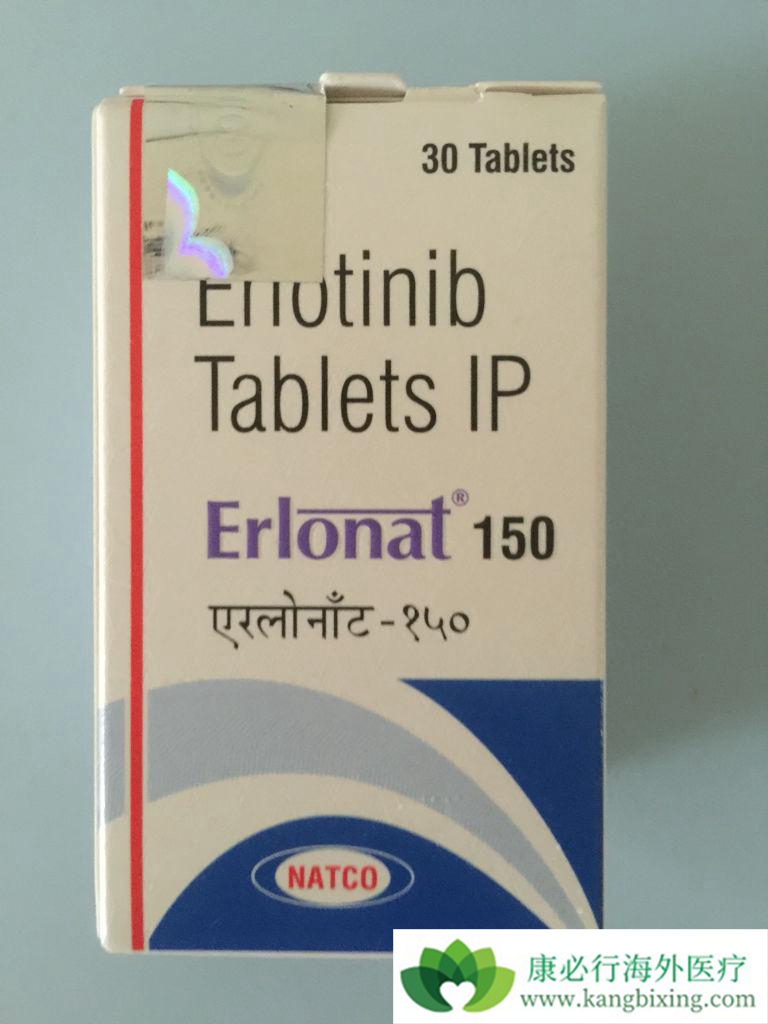 30 Tablets
Erlotinib
Tablets IP
Erlonat® 150
एरलोनाँट-१५०
NATCO
康必行海外医疗
www.kangbixing.com